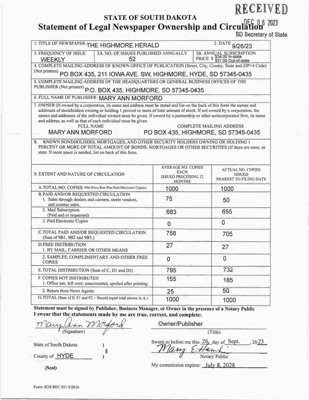 RECEIVED
DEC 08 2023
SD Secretary of State
STATE OF SOUTH DAKOTA
Statement of Legal Newspaper Ownership and Circulation
1. TITLE OF NEWSPAPER THE HIGHMORE HERALD
2. DATE 9/26/23
3. FREQUENCY OF ISSUE
WEEKLY
3A. NO. OF ISSUES PUBLISHED ANNUALLY
52
3B. ANNUAL SUBSCRIPTION
PRICE $
4. COMPLETE MAILING ADDRESS OF KNOWN OFFICE OF PUBLICATION (Street, City, County, State and ZIP+4 Code)
(Not printers) PO BOX 435, 211 IOWA AVE. SW, HIGHMORE, HYDE, SD 57345-0435
5. COMPLETE MAILING ADDRESS OF THE HEADQUARTERS OR GENERAL BUSINESS OFFICES OF THE
PUBLISHER (Not printers) P.O. BOX 435, HIGHMORE, SD 57345-0435
6. FULL NAME OF PUBLISHER MARY ANN MORFORD
7. OWNER (If owned by a corporation, its name and address must be stated and list on the back of this form the names and
addresses of stockholders owning or holding 1 percent or more of total amount of stock. If not owned by a corporation, the
names and addresses of the individual owners must be given. If owned by a partnership or other unincorporated firm, its name
and address, as well as that of each individual must be given.
FULL NAME COMPLETE MAILING ADDRESS
MARY ANN MORFORD PO BOX 435, HIGHMORE, SD 57345-0435
8. KNOWN BONDHOLDERS, MORTGAGES, AND OTHER SECURITY HOLDERS OWNING OR HOLDING 1
PERCENT OR MORE OF TOTAL AMOUNT OF BONDS, MORTGAGES OR OTHER SECURITIES (If there are none, so
state. If more space is needed, list on back of this form.
9. EXTENT AND NATURE OF CIRCULATION
AVERAGE NO. COPIES
EACH
ISSUED PRECEDING 12
MONTHS
ACTUAL NO. COPIES
ISSUED
NEAREST TO FILING DATE
A. TOTAL NO. COPIES (Net Press Run Plus Paid Electronic Copies) 1000 1000
B. PAID AND/OR REQUESTED CIRCULATION
1. Sales through dealers and carriers, street vendors,
and counter sales. 75 50
2. Mail Subscription
(Paid and or requested) 683 655
3. Paid Electronic Copies 0 0
C. TOTAL PAID AND/OR REQUESTED CIRCULATION
(Sum of 9B1, 9B2 and 9B3.) 758 705
D. FREE DISTRIBUTION
1. BY MAIL, CARRIER OR OTHER MEANS 27 27
2. SAMPLES, COMPLIMENTARY AND OTHER FREE
COPIES 0 0
E. TOTAL DISTRIBUTION (Sum of C, D1 and D2) 795 732
F. COPIES NOT DISTRIBUTED
1. Office use, left over, unaccounted, spoiled after printing 155 185
2. Return from News Agents 25 50
G. TOTAL (Sum of E, F1 and F2 – Should equal total shown in A.) 1000 1000
Statement must be signed by Publisher, Business Manager, or Owner in the presence of a Notary Public
I swear that the statements made by me are true, correct, and complete:
Mary Ann Morford Owner/Publisher
(Signature) (Title)
State of South Dakota )
County of HYDE )
Sworn to before me this 26 day of Sept. , 2023
Notary Public
(Seal) My commission expires: July 8, 2028
Form: SOS REC 051 9/2016